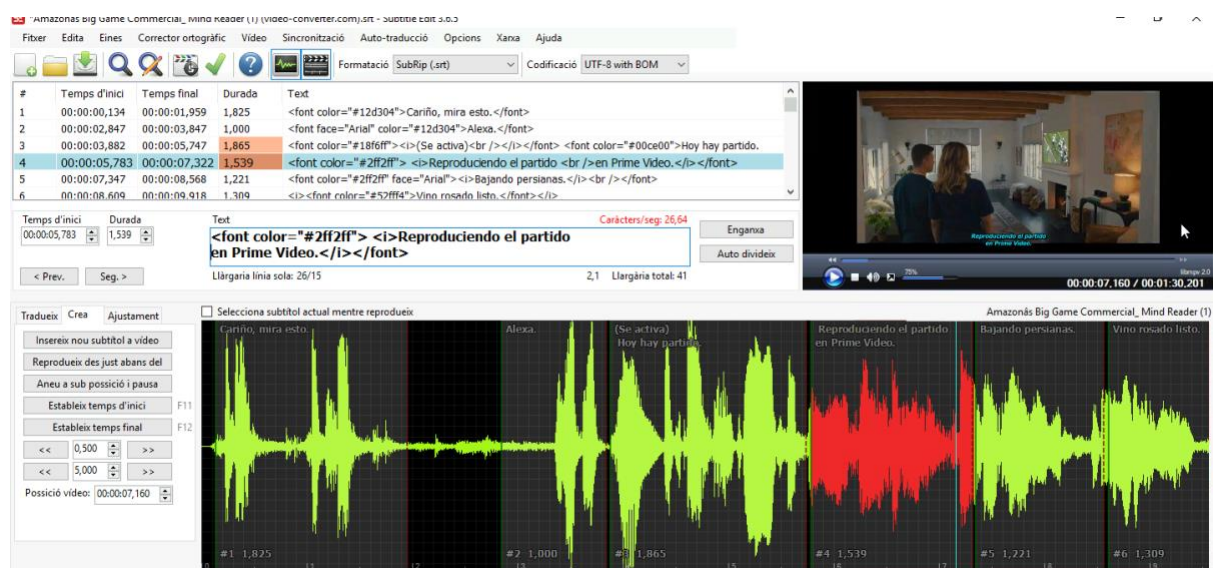 "Amazonas Big Game Commercial_ Mind Reader (1) (video-converter.com).srt - Subtitle Edit 3.6.5
Fitxer Edita Eines Corrector ortogràfic Vídeo Sincronització Auto-traducció Opcions Xarxa Ajuda
Formatació SubRip (.srt) Codificació UTF-8 with BOM
# Temps d'inici Temps final Durada Text
1 00:00:00,134 00:00:01,959 1,825 <font color="#12d304">Cariño, mira esto.</font>
2 00:00:02,847 00:00:03,847 1,000 <font face="Arial" color="#12d304">Alexa.</font>
3 00:00:03,882 00:00:05,747 1,865 <font color="#18f6ff"><i>(Se activa)<br /></i></font> <font color="#00ce00">Hoy hay partido.
4 00:00:05,783 00:00:07,322 1,539 <font color="#2ff2ff"> <i>Reproduciendo el partido <br />en Prime Video.</i></font>
5 00:00:07,347 00:00:08,568 1,221 <font color="#2ff2ff" face="Arial"><i>Bajando persianas.</i><br /></font>
6 00:00:08,609 00:00:09,918 1,309 <i><font color="#52fff4">Vino rosado listo.</font></i>
Reproduciendo el partido
en Prime Video.
75%
libmpv 2.0
00:00:07,160 / 00:01:30,201
Temps d'inici Durada Text Caràcters/seg: 26,64
00:00:05,783 1,539
<font color="#2ff2ff"> <i>Reproduciendo el partido
en Prime Video.</i></font>
Enganxa
Auto divideix
< Prev. Seg. >
Llargaria línia sola: 26/15 2,1 Llargària total: 41
Tradueix Crea Ajustament
Selecciona subtítol actual mentre reprodueix
Amazonás Big Game Commercial_ Mind Reader (1)
Insereix nou subtítol a vídeo
Reprodueix des just abans del
Aneu a sub possició i pausa
Estableix temps d'inici F11
Estableix temps final F12
<< 0,500 >>
<< 5,000 >>
Possició vídeo: 00:00:07,160
Cariño, mira esto.
Alexa.
(Se activa)
Hoy hay partido.
Reproduciendo el partido
en Prime Video.
Bajando persianas.
Vino rosado listo.
#1 1,825
#2 1,000
#3 1,865
#4 1,539
#5 1,221
#6 1,309